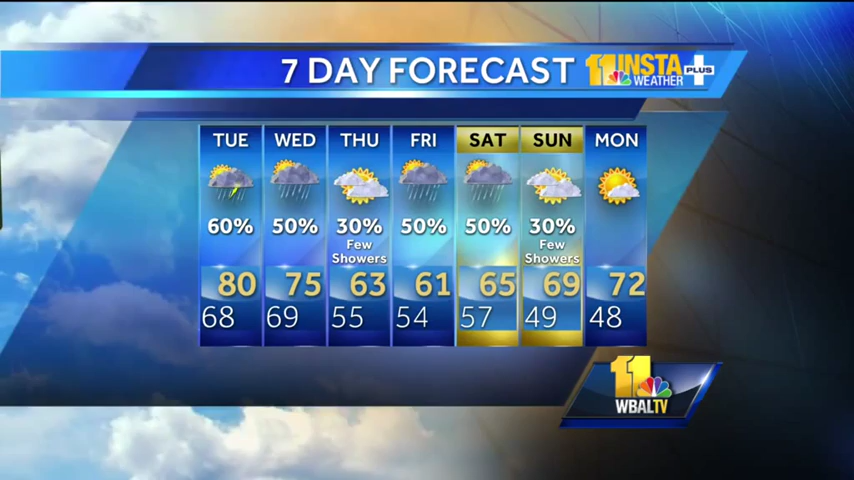 7 DAY FORECAST
11 INSTA
WEATHER PLUS
TUE WED THU FRI SAT SUN MON
60% 50% 30% 50% 50% 30%
Few Few
Showers Showers
80 75 63 61 65 69 72
68 69 55 54 57 49 48
11
WBALTV